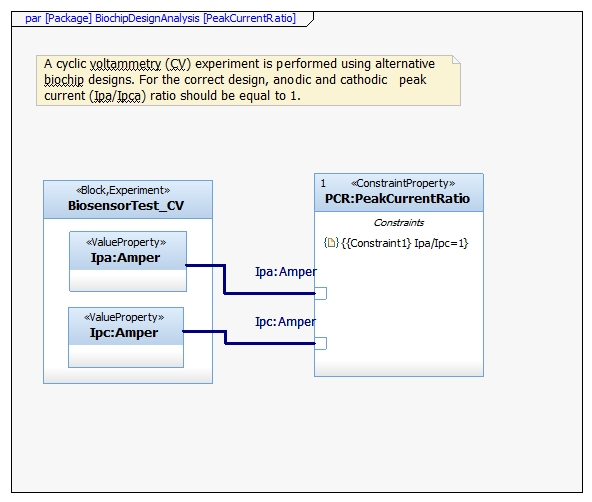 par [Package] BiochipDesignAnalysis [PeakCurrentRatio]
A cyclic voltammetry (CV) experiment is performed using alternative
biochip designs. For the correct design, anodic and cathodic peak
current (Ipa/Ipca) ratio should be equal to 1.
«Block,Experiment»
BiosensorTest_CV
«ValueProperty»
Ipa:Amper
«ValueProperty»
Ipc:Amper
Ipa:Amper
Ipc:Amper
1 «ConstraintProperty»
PCR:PeakCurrentRatio
Constraints
{} {{Constraint1} Ipa/Ipc=1}